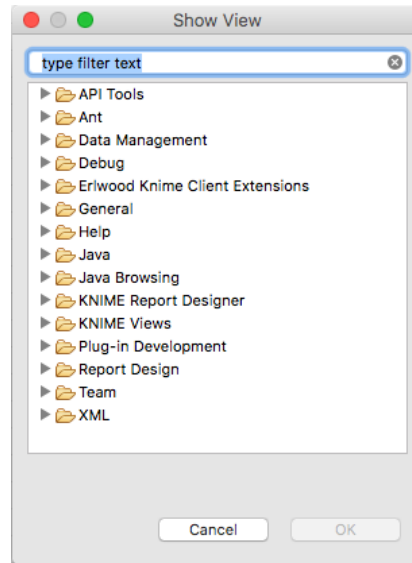 Show View
type filter text
API Tools
Ant
Data Management
Debug
Erlwood Knime Client Extensions
General
Help
Java
Java Browsing
KNIME Report Designer
KNIME Views
Plug-in Development
Report Design
Team
XML
Cancel OK